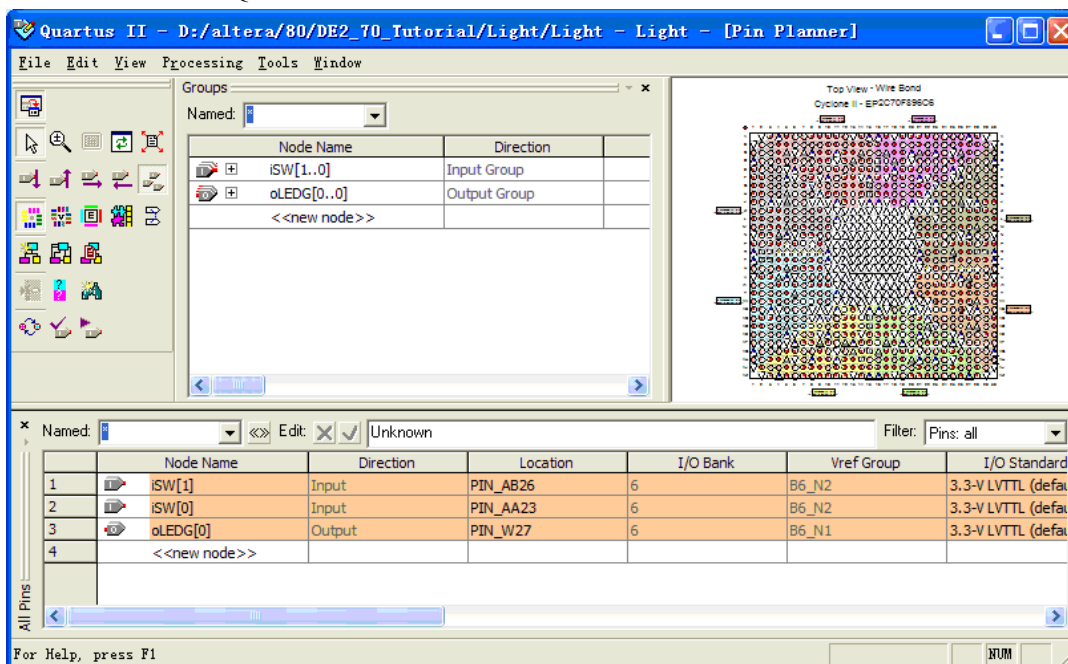 Quartus II - D:/altera/80/DE2_70_Tutorial/Light/Light - Light - [Pin Planner]
File Edit View Processing Tools Window
Groups
Named: *
Node Name Direction
iSW[1..0] Input Group
oLEDG[0..0] Output Group
<<new node>>
Top View - Wire Bond
Cyclone II - EP2C70F896C6
Named: * Edit: Unknown Filter: Pins: all
Node Name Direction Location I/O Bank Vref Group I/O Standard
1 iSW[1] Input PIN_AB26 6 B6_N2 3.3-V LVTTL (defau
2 iSW[0] Input PIN_AA23 6 B6_N2 3.3-V LVTTL (defau
3 oLEDG[0] Output PIN_W27 6 B6_N1 3.3-V LVTTL (defau
4 <<new node>>
All Pins
For Help, press F1 NUM